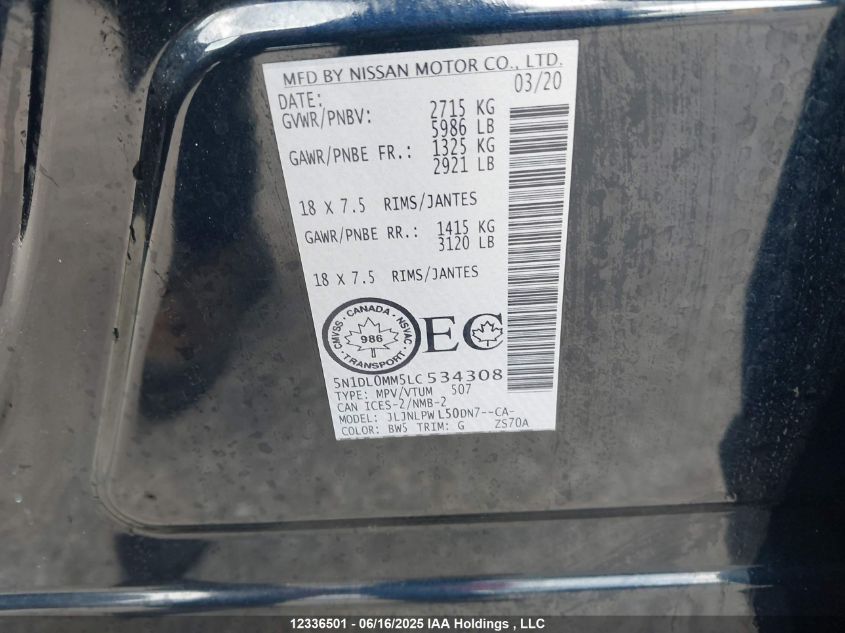 MFD BY NISSAN MOTOR CO., LTD.
DATE: 03/20
GVWR/PNBV: 2715 KG
5986 LB
GAWR/PNBE FR.: 1325 KG
2921 LB
18 X 7.5 RIMS/JANTES
GAWR/PNBE RR.: 1415 KG
3120 LB
18 X 7.5 RIMS/JANTES
CMVSS · CANADA · NSVAC
986
· TRANSPORT ·
EC
5N1DL0MM5LC534308
TYPE: MPV/VTUM 507
CAN ICES-2/NMB-2
MODEL: JLJNLPWL50DN7--CA-
COLOR: BW5 TRIM: G ZS70A
12336501 - 06/16/2025 IAA Holdings , LLC